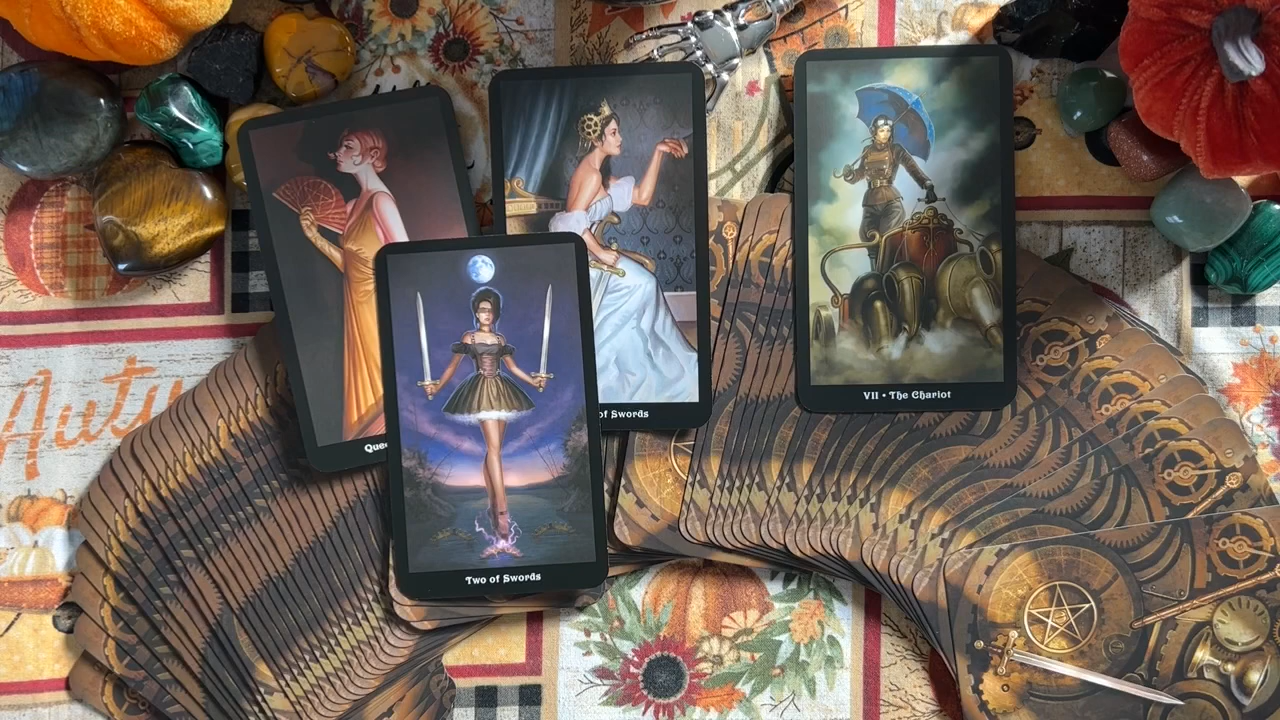 Que
of Swords
VII • The Chariot
Two of Swords
Autu